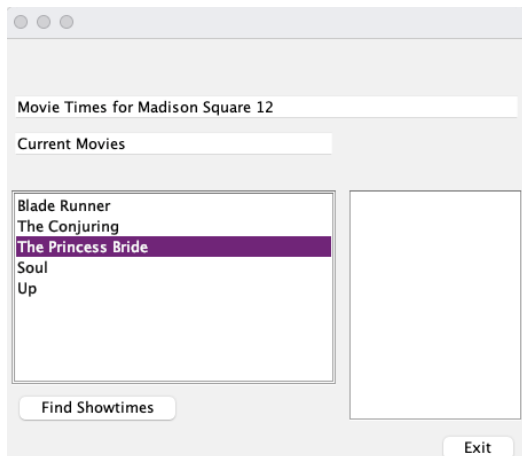 Movie Times for Madison Square 12
Current Movies
Blade Runner
The Conjuring
The Princess Bride
Soul
Up
Find Showtimes
Exit